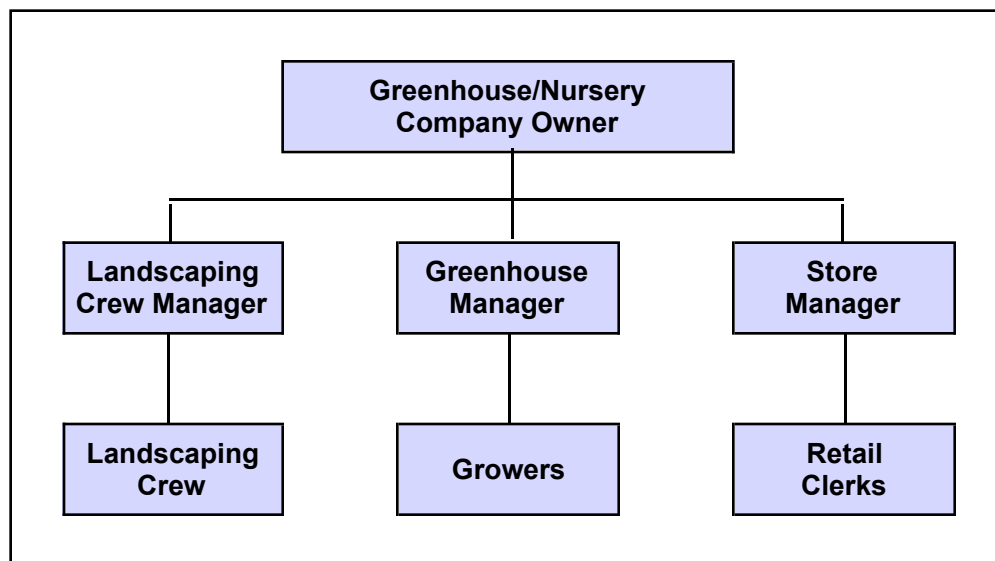 Greenhouse/Nursery
Company Owner
Landscaping
Crew Manager
Greenhouse
Manager
Store
Manager
Landscaping
Crew
Growers
Retail
Clerks